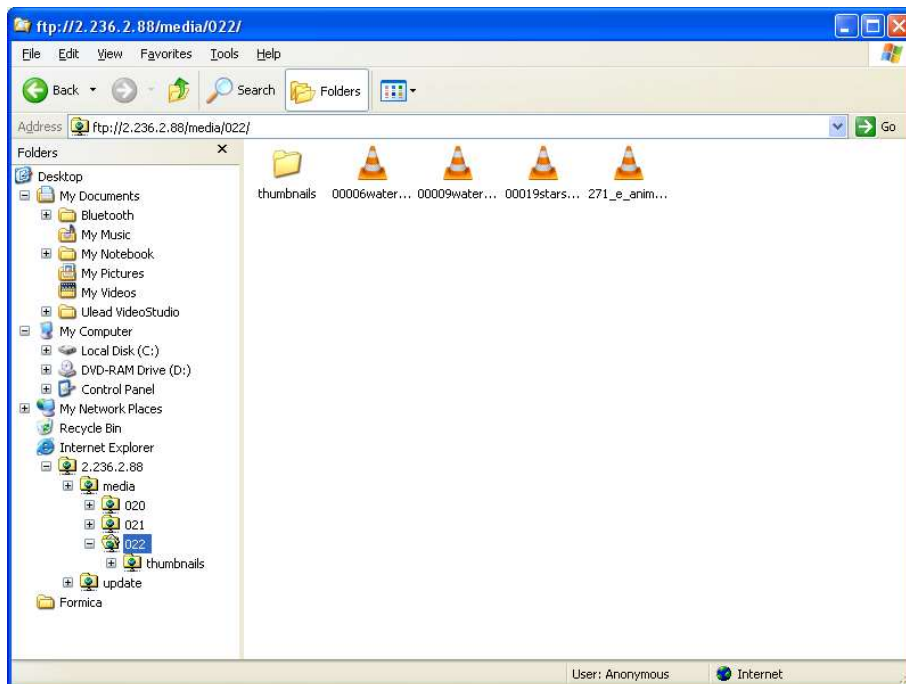 ftp://2.236.2.88/media/022/
File Edit View Favorites Tools Help
Back Search Folders
Address ftp://2.236.2.88/media/022/ Go
Folders
Desktop
My Documents
Bluetooth
My Music
My Notebook
My Pictures
My Videos
Ulead VideoStudio
My Computer
Local Disk (C:)
DVD-RAM Drive (D:)
Control Panel
My Network Places
Recycle Bin
Internet Explorer
2.236.2.88
media
020
021
022
thumbnails
update
Formica
thumbnails 00006water... 00009water... 00019stars... 271_e_anim...
User: Anonymous Internet